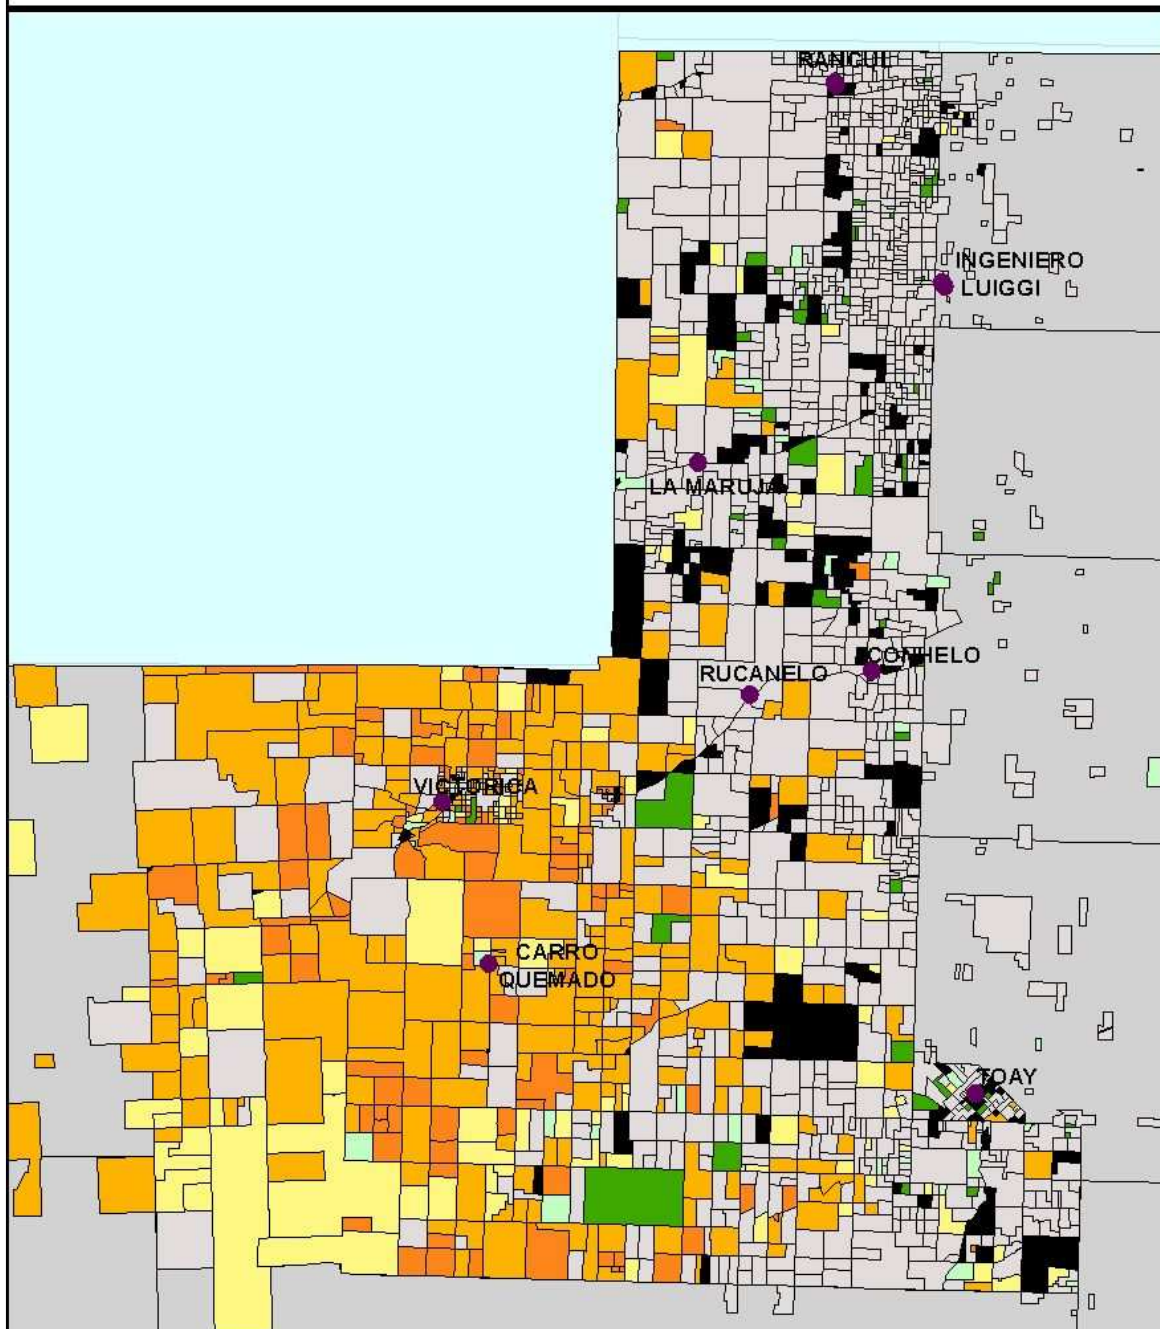 RANCUL
INGENIERO
LUIGGI
LA MARUJA
CONHELO
RUCANELO
VICTORICA
CARRO
QUEMADO
TOAY